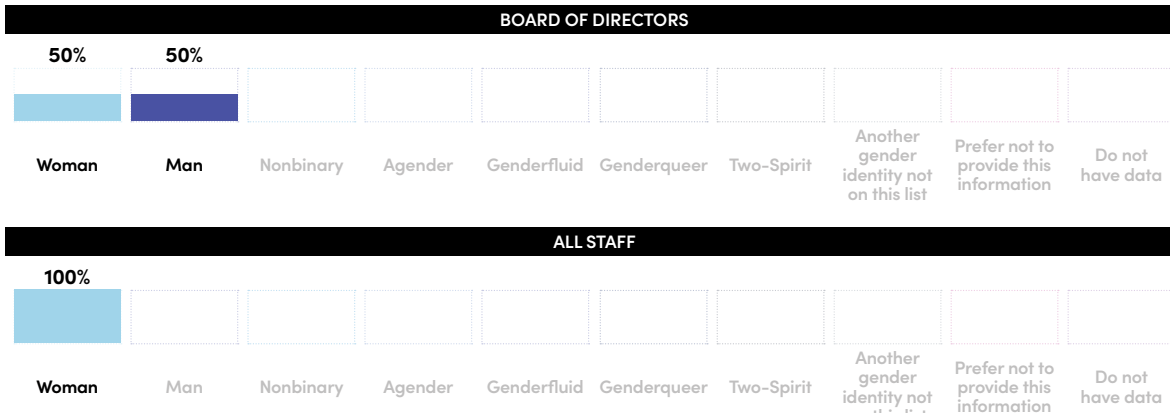 BOARD OF DIRECTORS
50% 50%
Woman Man Nonbinary Agender Genderfluid Genderqueer Two-Spirit
Another
gender
identity not
on this list
Prefer not to
provide this
information
Do not
have data
ALL STAFF
100%
Woman Man Nonbinary Agender Genderfluid Genderqueer Two-Spirit
Another
gender
identity not
Prefer not to
provide this
information
Do not
have data